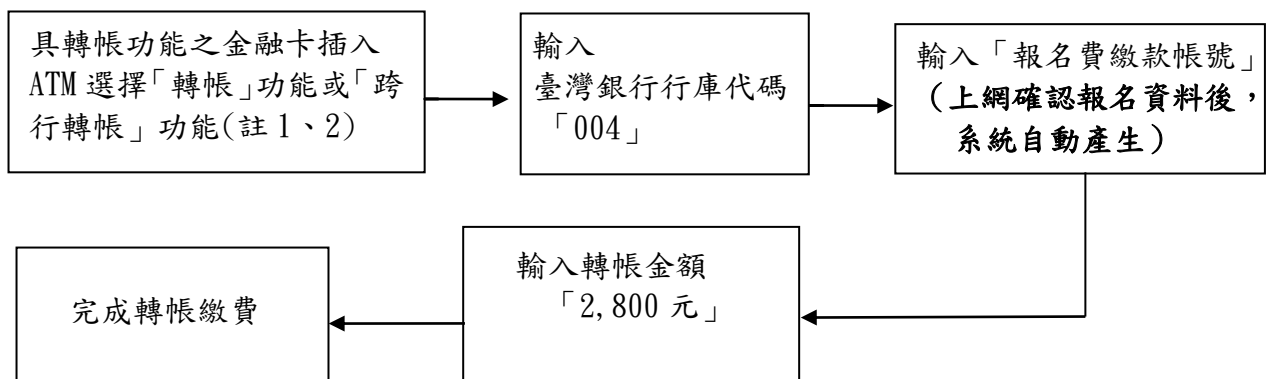 具轉帳功能之金融卡插入
ATM 選擇「轉帳」功能或「跨
行轉帳」功能(註 1、2)
輸入
臺灣銀行行庫代碼
「004」
輸入「報名費繳款帳號」
（上網確認報名資料後，
系統自動產生）
輸入轉帳金額
「2,800 元」
完成轉帳繳費